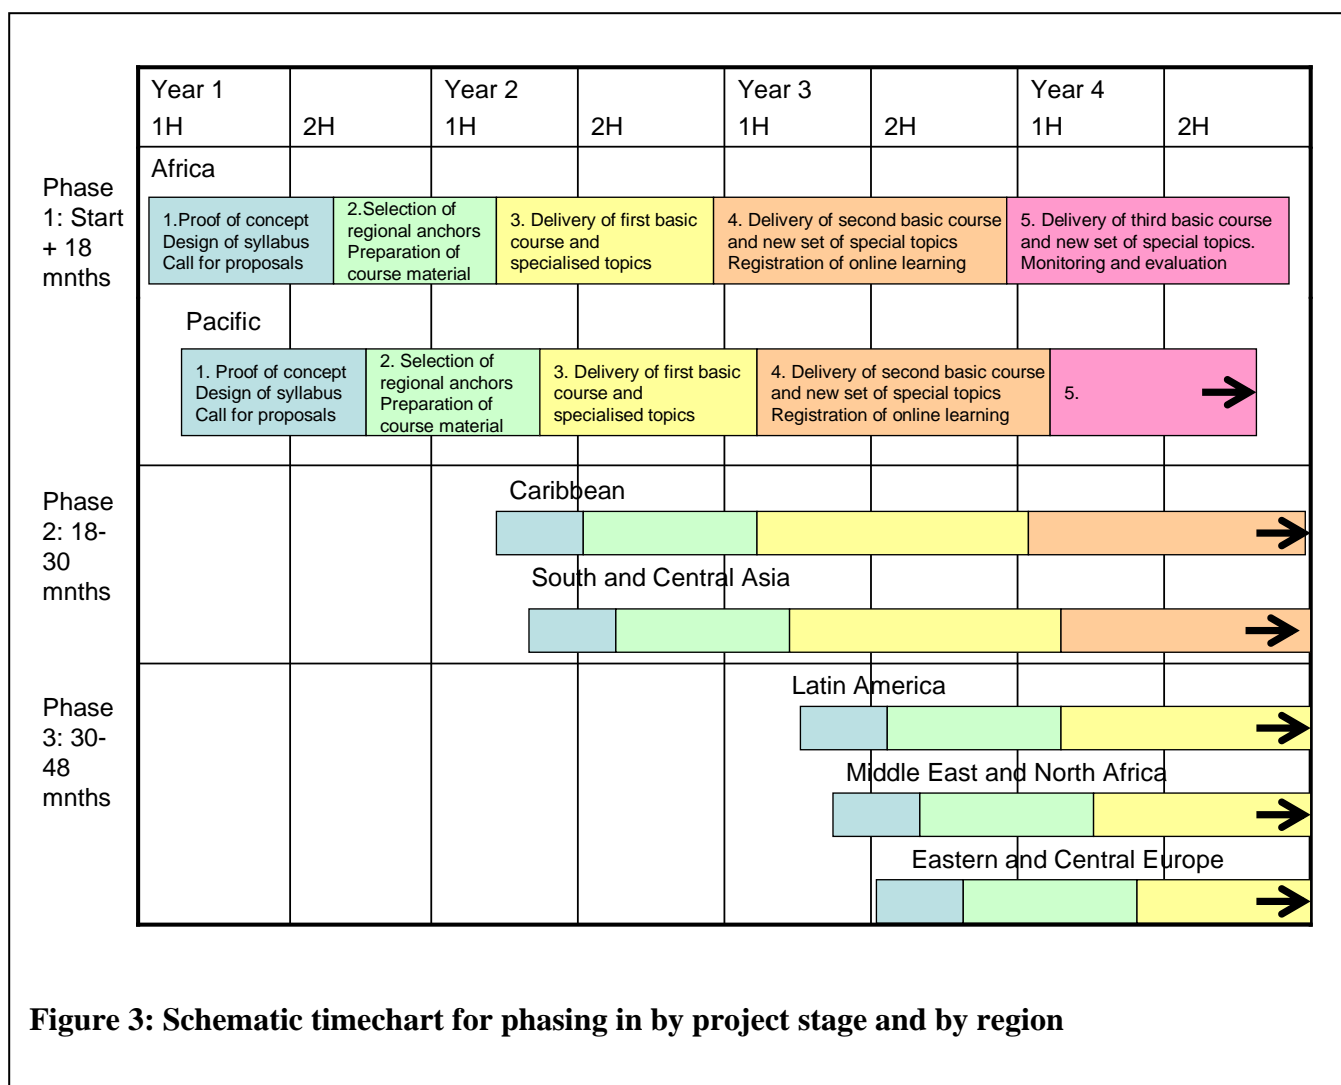 Year 1
Year 2
Year 3
Year 4
1H
2H
1H
2H
1H
2H
1H
2H
Phase
1: Start
+ 18
mnths
Africa
1.Proof of concept
Design of syllabus
Call for proposals
2.Selection of
regional anchors
Preparation of
course material
3. Delivery of first basic
course and
specialised topics
4. Delivery of second basic course
and new set of special topics
Registration of online learning
5. Delivery of third basic course
and new set of special topics.
Monitoring and evaluation
Pacific
1. Proof of concept
Design of syllabus
Call for proposals
2. Selection of
regional anchors
Preparation of
course material
3. Delivery of first basic
course and
specialised topics
4. Delivery of second basic course
and new set of special topics
Registration of online learning
5.
Phase
2: 18-
30
mnths
Caribbean
South and Central Asia
Phase
3: 30-
48
mnths
Latin America
Middle East and North Africa
Eastern and Central Europe
Figure 3: Schematic timechart for phasing in by project stage and by region